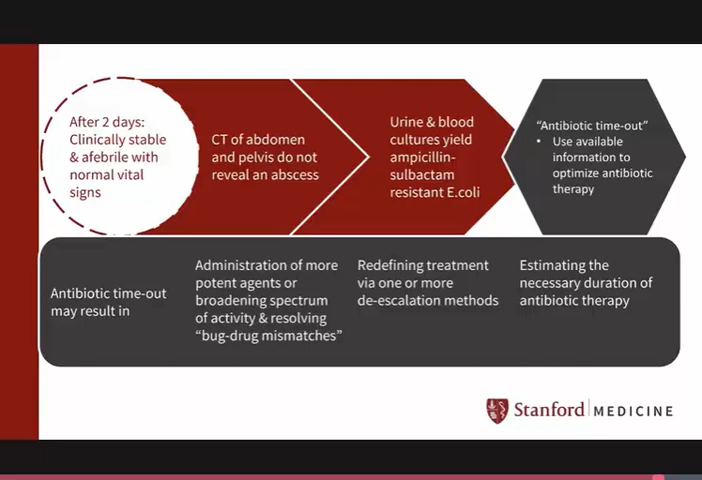 After 2 days:
Clinically stable
& afebrile with
normal vital
signs
CT of abdomen
and pelvis do not
reveal an abscess
Urine & blood
cultures yield
ampicillin-
sulbactam
resistant E.coli
“Antibiotic time-out”
• Use available
information to
optimize antibiotic
therapy
Antibiotic time-out
may result in
Administration of more
potent agents or
broadening spectrum
of activity & resolving
“bug-drug mismatches”
Redefining treatment
via one or more
de-escalation methods
Estimating the
necessary duration of
antibiotic therapy
Stanford MEDICINE